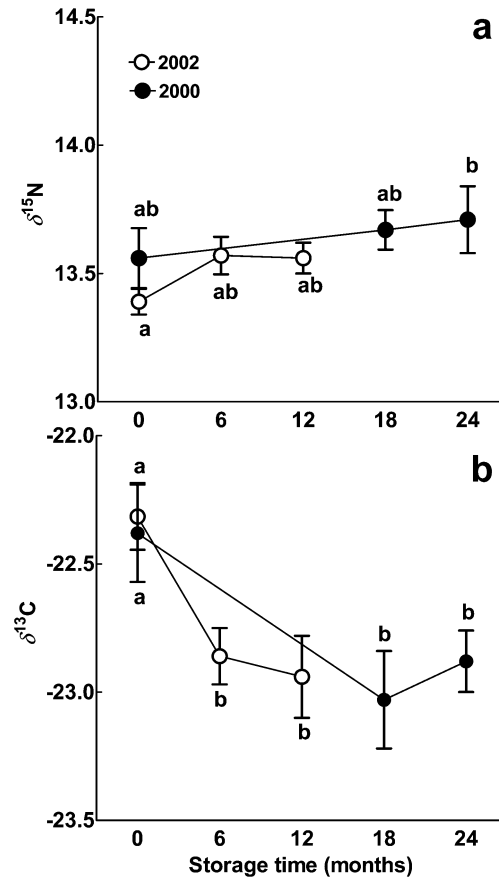 14.5
a
2002
2000
14.0
b
ab
ab
δ15N
13.5
ab
ab
a
13.0
0 6 12 18 24
-22.0
b
a
-22.5
a
δ13C
b
b
-23.0
b
b
-23.5
0 6 12 18 24
Storage time (months)